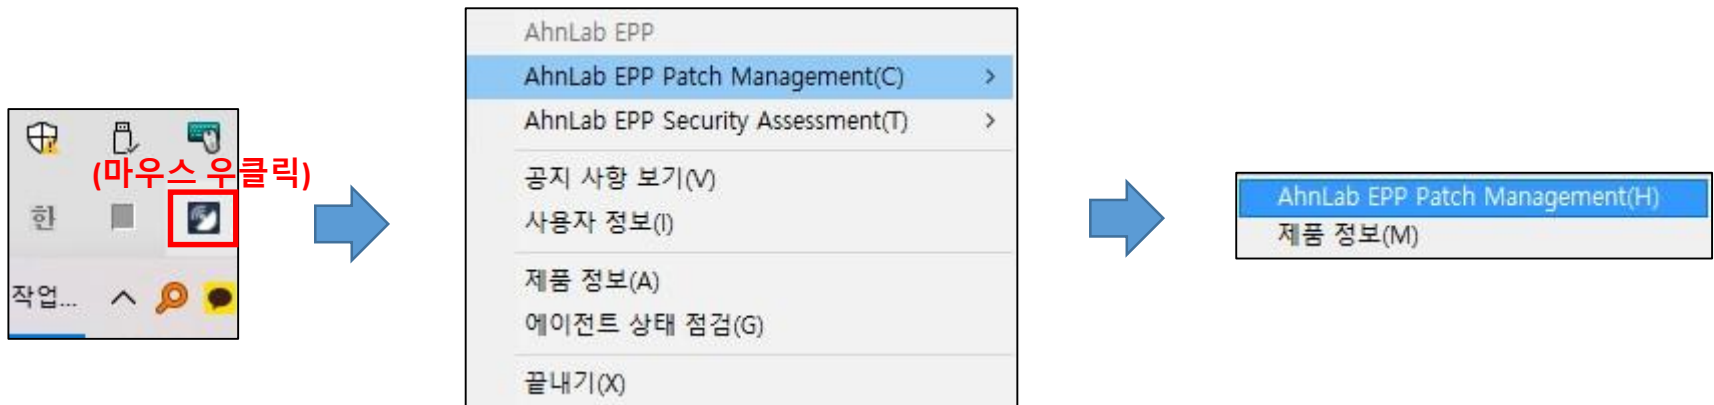 (마우스 우클릭)
한
작업...
AhnLab EPP
AhnLab EPP Patch Management(C)
AhnLab EPP Security Assessment(T)
공지 사항 보기(V)
사용자 정보(I)
제품 정보(A)
에이전트 상태 점검(G)
끝내기(X)
AhnLab EPP Patch Management(H)
제품 정보(M)